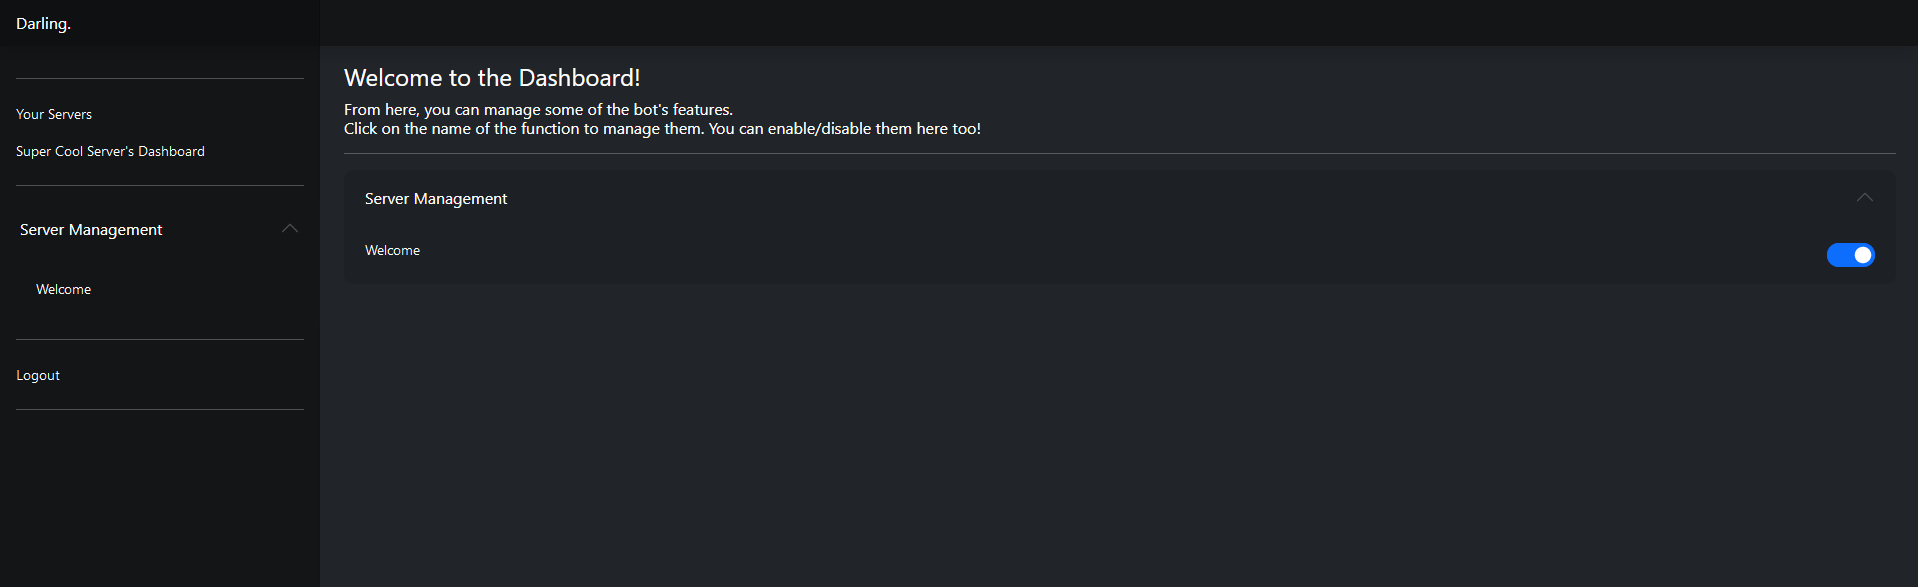 Darling.
Your Servers
Super Cool Server's Dashboard
Server Management
Welcome
Logout
Welcome to the Dashboard!
From here, you can manage some of the bot's features.
Click on the name of the function to manage them. You can enable/disable them here too!
Server Management
Welcome